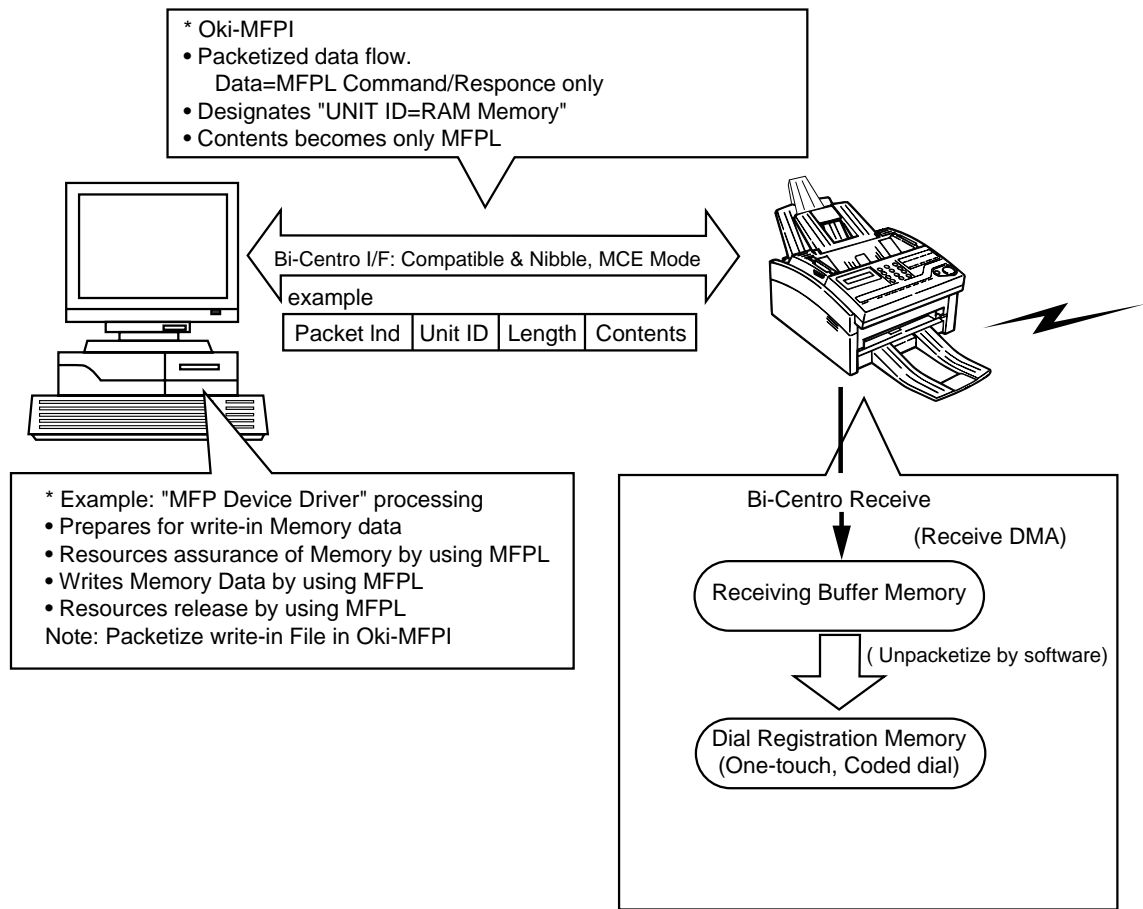 * Oki-MFPI
• Packetized data flow.
Data=MFPL Command/Responce only
• Designates "UNIT ID=RAM Memory"
• Contents becomes only MFPL
Bi-Centro I/F: Compatible & Nibble, MCE Mode
example
Packet Ind Unit ID Length Contents
* Example: "MFP Device Driver" processing
• Prepares for write-in Memory data
• Resources assurance of Memory by using MFPL
• Writes Memory Data by using MFPL
• Resources release by using MFPL
Note: Packetize write-in File in Oki-MFPI
Bi-Centro Receive
(Receive DMA)
Receiving Buffer Memory
( Unpacketize by software)
Dial Registration Memory
(One-touch, Coded dial)